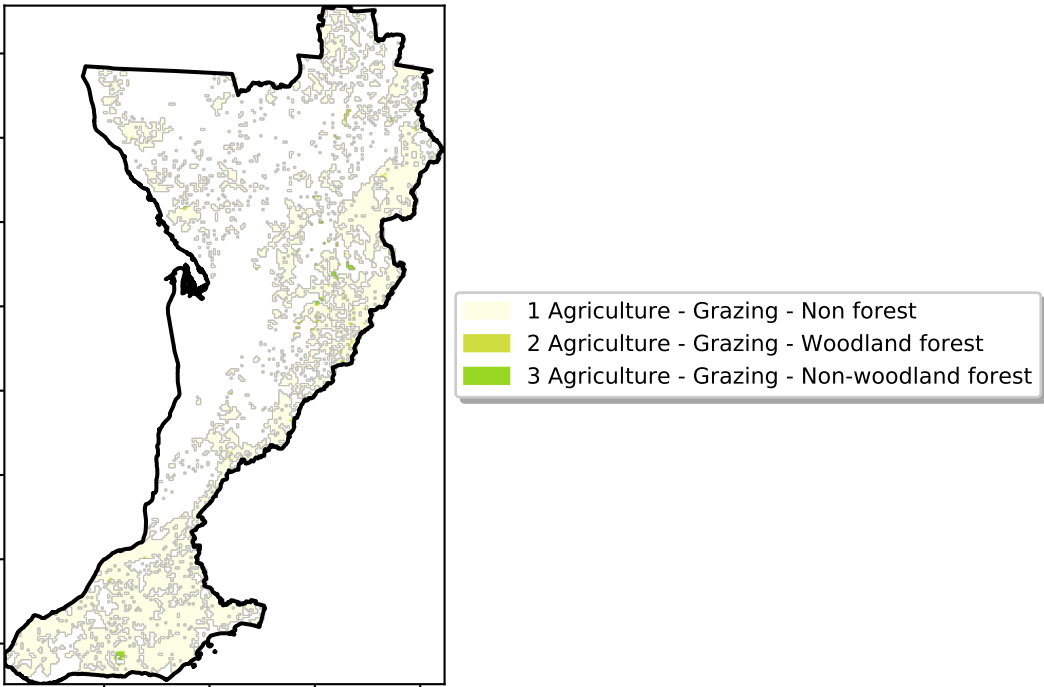 1 Agriculture - Grazing - Non forest
2 Agriculture - Grazing - Woodland forest
3 Agriculture - Grazing - Non-woodland forest